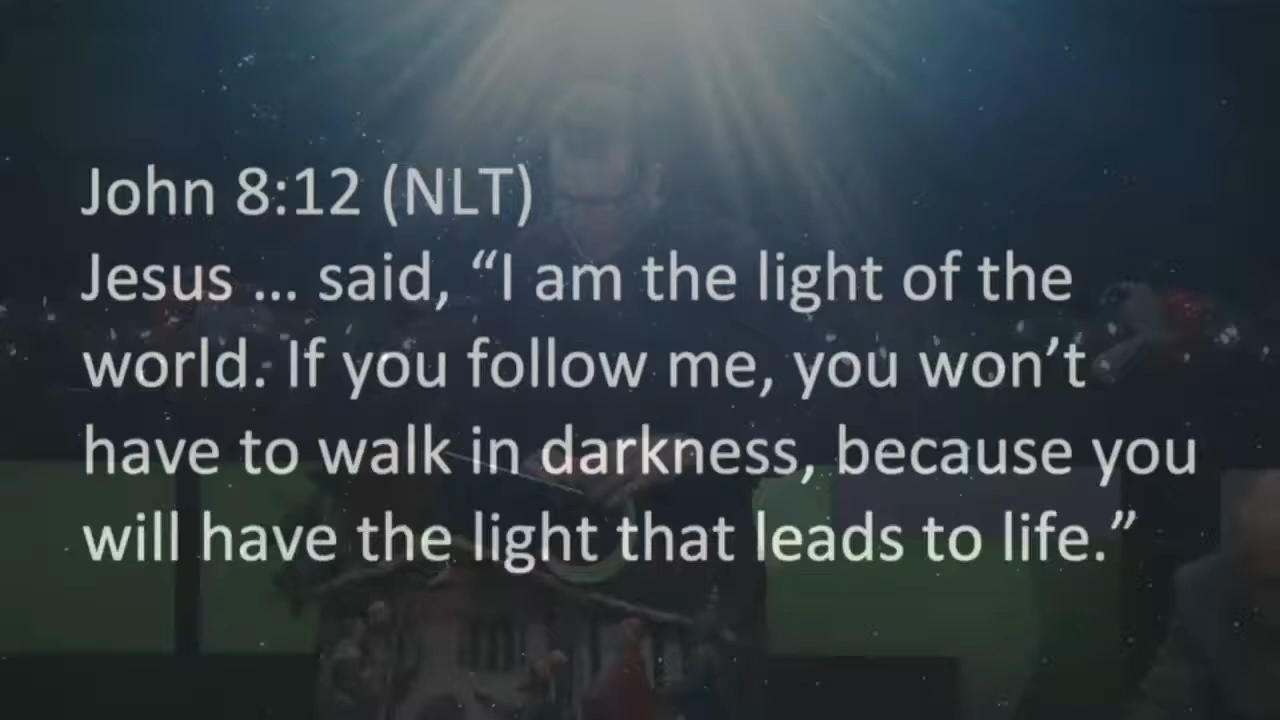 John 8:12 (NLT)
Jesus ... said, “I am the light of the
world. If you follow me, you won’t
have to walk in darkness, because you
will have the light that leads to life.”